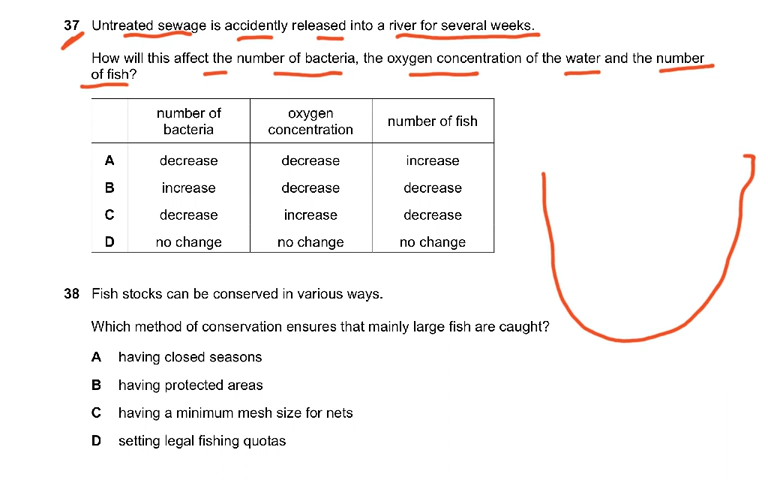 37 Untreated sewage is accidently released into a river for several weeks.
How will this affect the number of bacteria, the oxygen concentration of the water and the number
of fish?
number of bacteria oxygen concentration number of fish
A decrease decrease increase
B increase decrease decrease
C decrease increase decrease
D no change no change no change
38 Fish stocks can be conserved in various ways.
Which method of conservation ensures that mainly large fish are caught?
A having closed seasons
B having protected areas
C having a minimum mesh size for nets
D setting legal fishing quotas